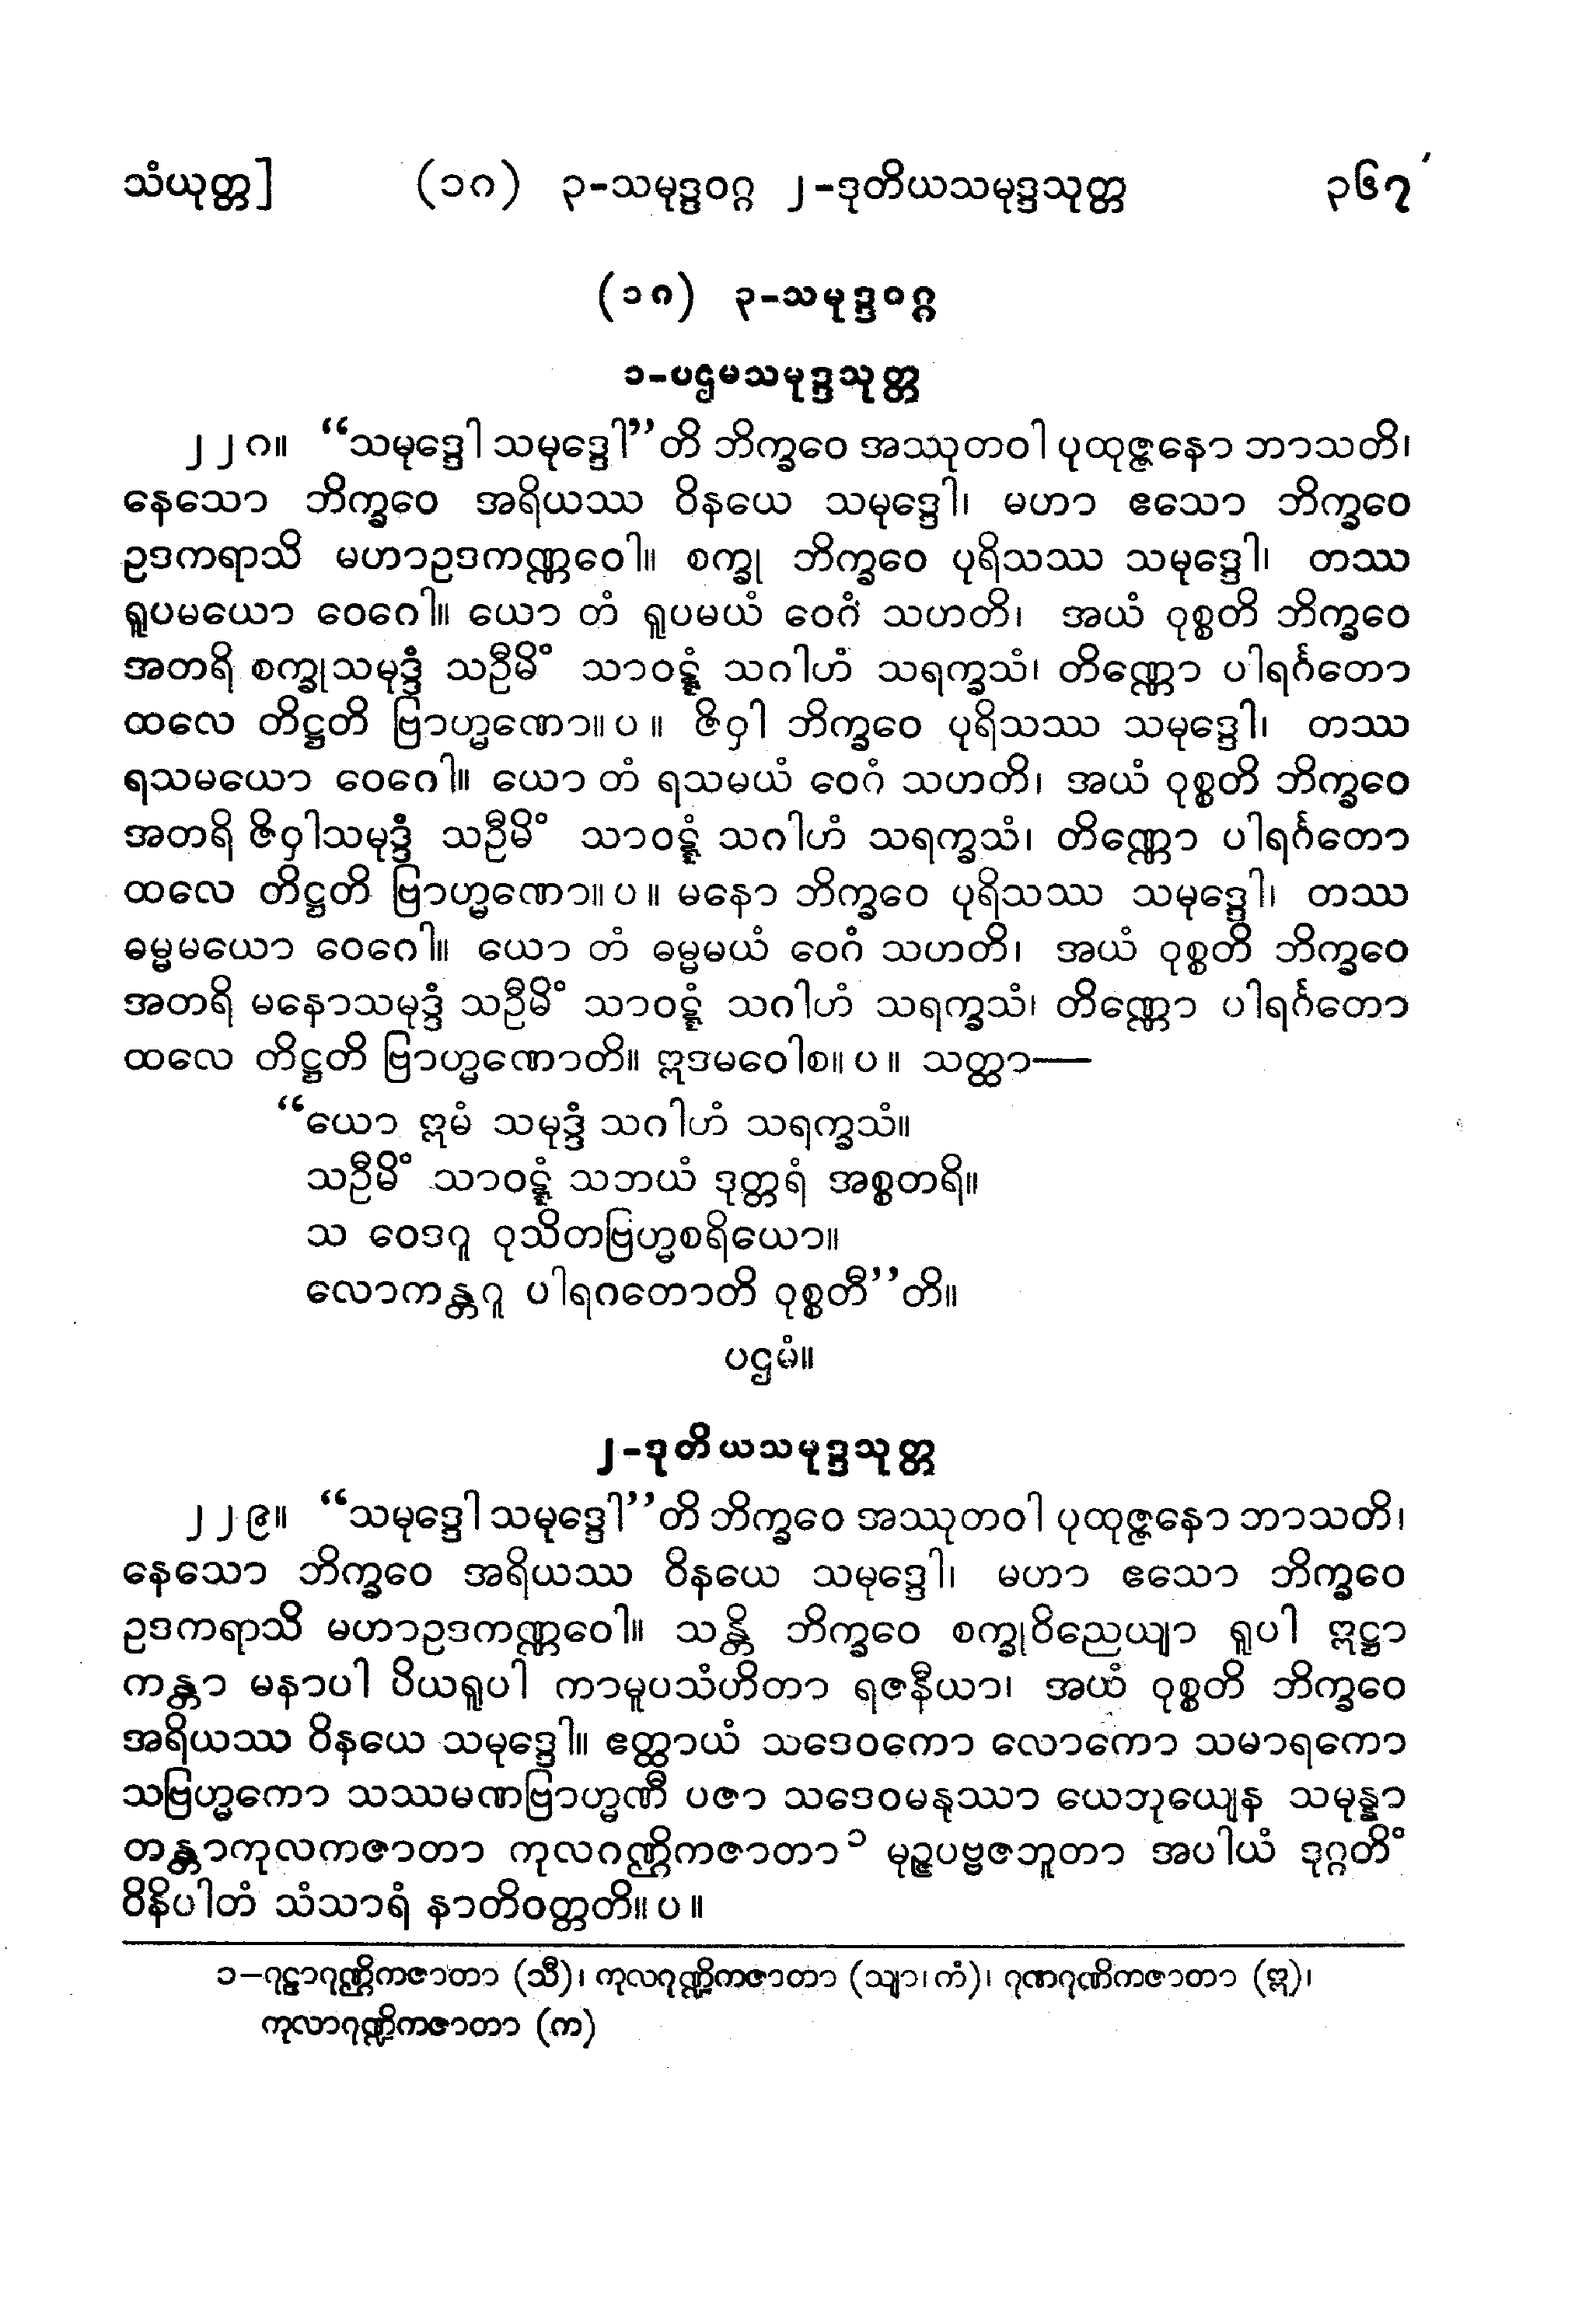 သံယုတ္တ] (၁၈) ၃-သမုဒ္ဒဝဂ္ဂ ၂-ဒုတိယသမုဒ္ဒသုတ္တ ၃၆၇
(၁၈) ၃-သမုဒ္ဒဝဂ္ဂ
၁-ပဌမသမုဒ္ဒသုတ္တ
၂၂၈။ “သမုဒ္ဒေါ သမုဒ္ဒေါ”တိ ဘိက္ခဝေ အဿုတဝါ ပုထုဇ္ဇနော ဘာသတိ၊
နေသော ဘိက္ခဝေ အရိယဿ ဝိနယေ သမုဒ္ဒေါ၊ မဟာ ဧသော ဘိက္ခဝေ
ဥဒကရာသိ မဟာဥဒကဏ္ဏဝေါ။ စက္ခု ဘိက္ခဝေ ပုရိသဿ သမုဒ္ဒေါ၊ တဿ
ရူပမယော ဝေဂေါ။ ယော တံ ရူပမယံ ဝေဂံ သဟတိ၊ အယံ ဝုစ္စတိ ဘိက္ခဝေ
အတရိ စက္ခုသမုဒ္ဒံ သဦမိံ သာဝဋ္ဋံ သဂါဟံ သရက္ခသံ၊ တိဏ္ဏော ပါရင်္ဂတော
ထလေ တိဋ္ဌတိ ဗြာဟ္မဏော။ ပ ။ ဇိဝှါ ဘိက္ခဝေ ပုရိသဿ သမုဒ္ဒေါ၊ တဿ
ရသမယော ဝေဂေါ။ ယော တံ ရသမယံ ဝေဂံ သဟတိ၊ အယံ ဝုစ္စတိ ဘိက္ခဝေ
အတရိ ဇိဝှါသမုဒ္ဒံ သဦမိံ သာဝဋ္ဋံ သဂါဟံ သရက္ခသံ၊ တိဏ္ဏော ပါရင်္ဂတော
ထလေ တိဋ္ဌတိ ဗြာဟ္မဏော။ ပ ။ မနော ဘိက္ခဝေ ပုရိသဿ သမုဒ္ဒေါ၊ တဿ
ဓမ္မမယော ဝေဂေါ။ ယော တံ ဓမ္မမယံ ဝေဂံ သဟတိ၊ အယံ ဝုစ္စတိ ဘိက္ခဝေ
အတရိ မနောသမုဒ္ဒံ သဦမိံ သာဝဋ္ဋံ သဂါဟံ သရက္ခသံ၊ တိဏ္ဏော ပါရင်္ဂတော
ထလေ တိဋ္ဌတိ ဗြာဟ္မဏောတိ။ ဣဒမဝေါစ။ ပ ။ သတ္ထာ—
“ယော ဣမံ သမုဒ္ဒံ သဂါဟံ သရက္ခသံ။
သဦမိံ သာဝဋ္ဋံ သဘယံ ဒုတ္တရံ အစ္စတရိ။
သ ဝေဒဂူ ဝုသိတဗြဟ္မစရိယော။
လောကန္တဂူ ပါရဂတောတိ ဝုစ္စတီ”တိ။
ပဌမံ။
၂-ဒုတိယသမုဒ္ဒသုတ္တ
၂၂၉။ “သမုဒ္ဒေါ သမုဒ္ဒေါ”တိ ဘိက္ခဝေ အဿုတဝါ ပုထုဇ္ဇနော ဘာသတိ၊
နေသော ဘိက္ခဝေ အရိယဿ ဝိနယေ သမုဒ္ဒေါ၊ မဟာ ဧသော ဘိက္ခဝေ
ဥဒကရာသိ မဟာဥဒကဏ္ဏဝေါ။ သန္တိ ဘိက္ခဝေ စက္ခုဝိညေယျာ ရူပါ ဣဋ္ဌာ
ကန္တာ မနာပါ ပိယရူပါ ကာမူပသံဟိတာ ရဇနီယာ၊ အယံ ဝုစ္စတိ ဘိက္ခဝေ
အရိယဿ ဝိနယေ သမုဒ္ဒေါ။ ဧတ္ထာယံ သဒေဝကော လောကော သမာရကော
သဗြဟ္မကော သဿမဏဗြာဟ္မဏီ ပဇာ သဒေဝမနုဿာ ယေဘုယျေန သမုန္နာ
တန္တာကုလကဇာတာ ကုလဂဏ္ဌိကဇာတာ ၁ မုဉ္ဇပဗ္ဗဇဘူတာ အပါယံ ဒုဂ္ဂတိံ
ဝိနိပါတံ သံသာရံ နာတိဝတ္တတိ။ ပ ။
၁-ဂုဠာဂုဏ္ဌိကဇာတာ (သီ)၊ ကုလဂုဏ္ဍိကဇာတာ (သျာ၊ ကံ)၊ ဂုဏဂုဏိကဇာတာ (ဣ)၊
ကုလာဂုဏ္ဍိကဇာတာ (က)